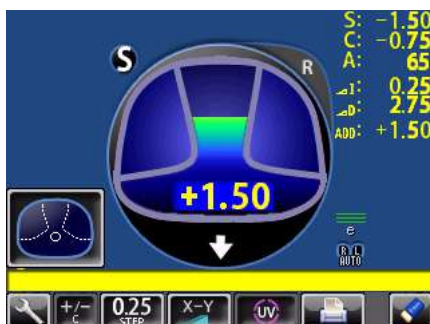 S: -1.50
S
C: -0.75
R
A: 65
⊿I: 0.25
⊿D: 2.75
ADD: +1.50
+1.50
e
R L
AUTO
+/-
C
0.25
STEP
X-Y
UV